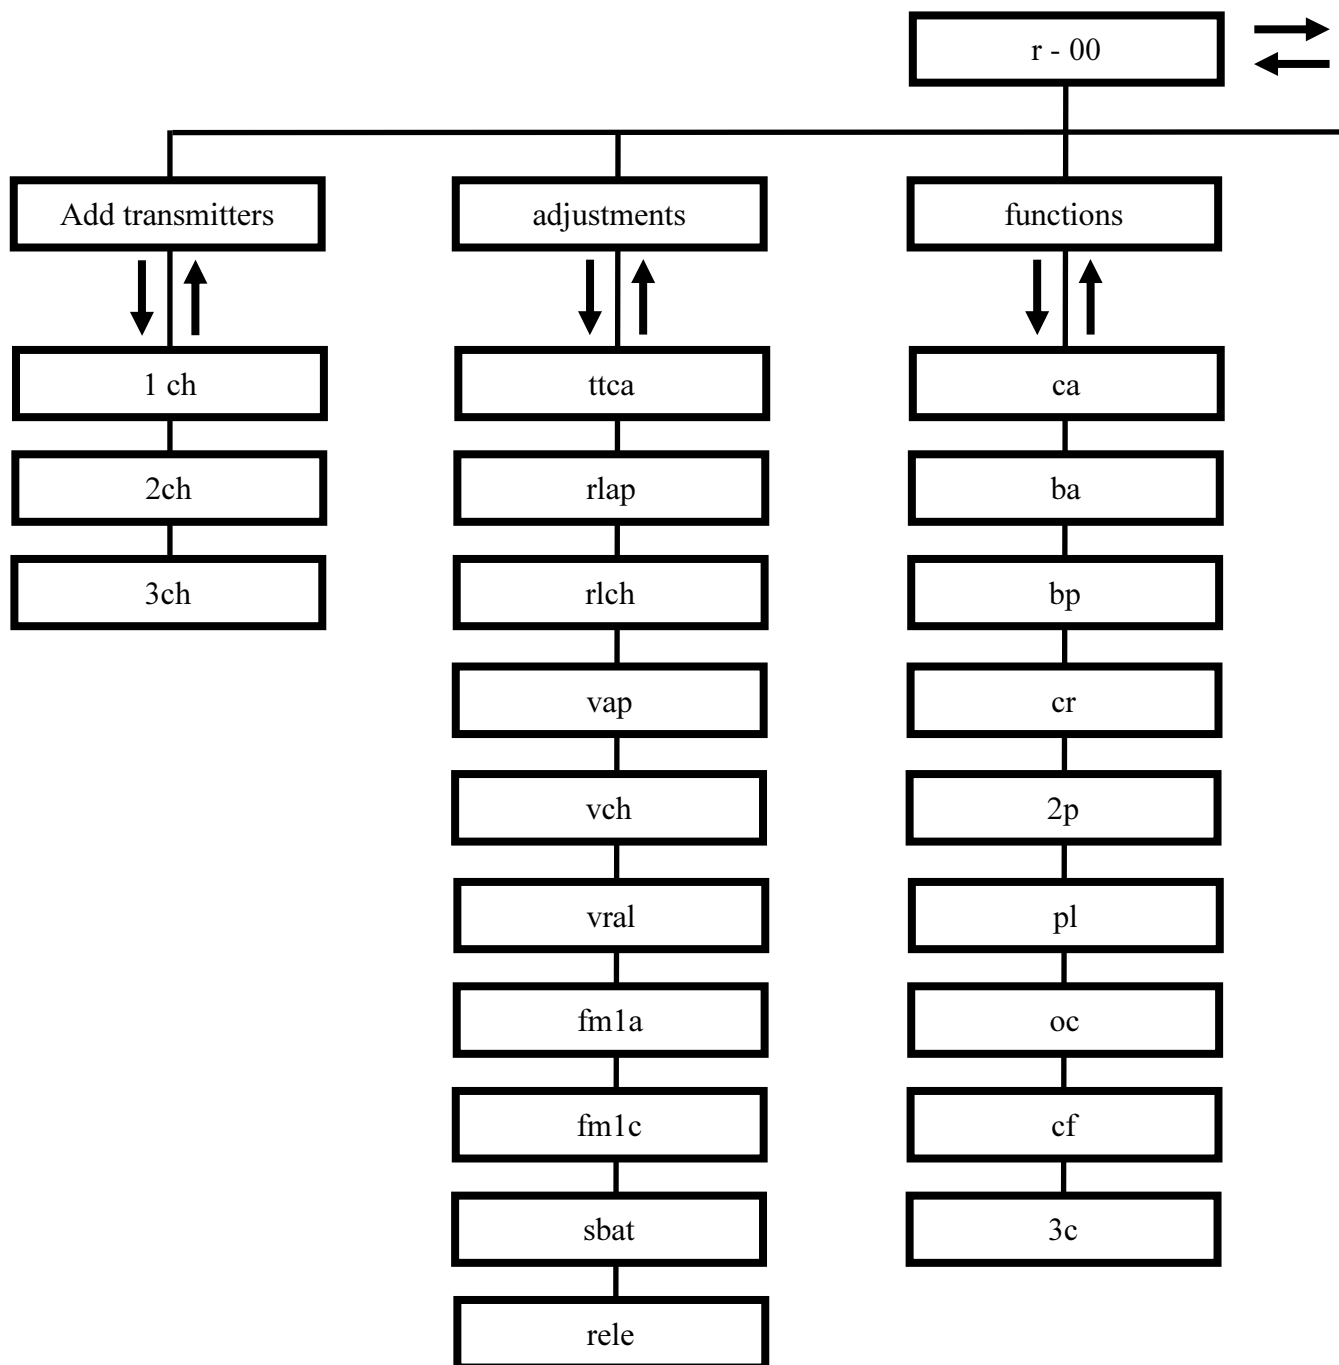 r - 00
Add transmitters
adjustments
functions
1 ch
2ch
3ch
ttca
rlap
rlch
vap
vch
vral
fm1a
fm1c
sbat
rele
ca
ba
bp
cr
2p
pl
oc
cf
3c